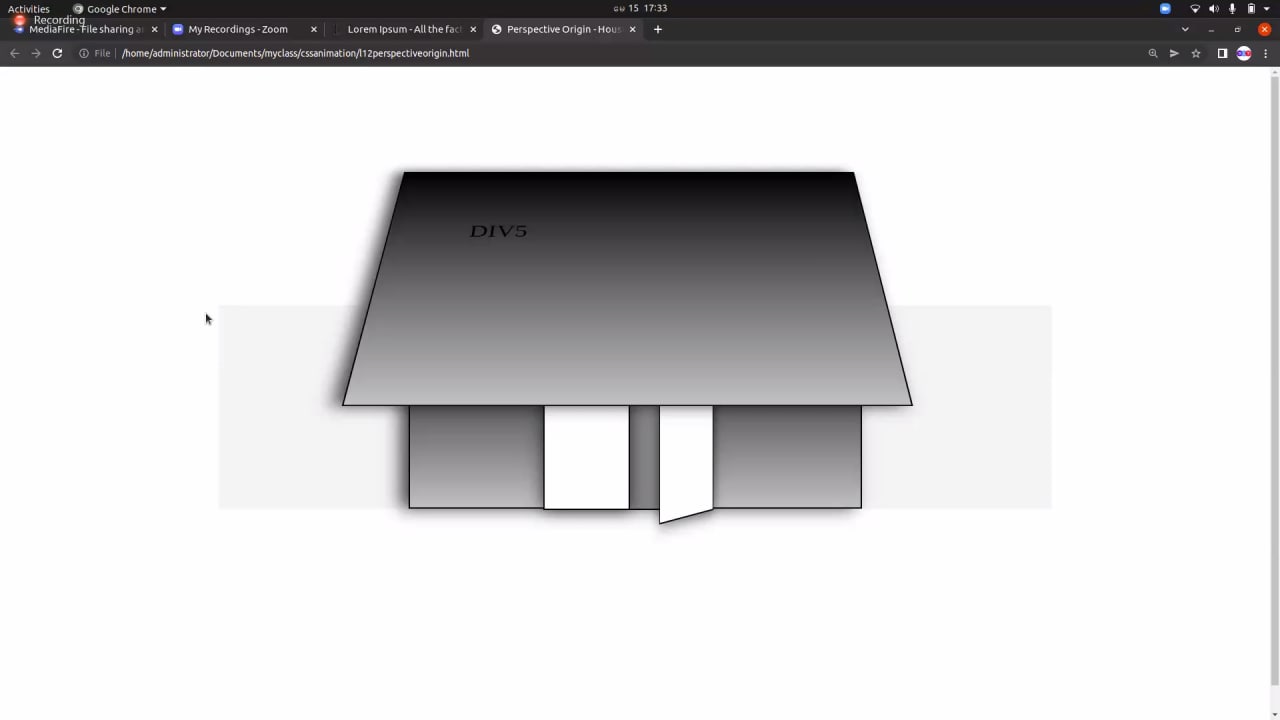 Activities
Google Chrome
ဝေ 15 17:33
Recording
MediaFire - File sharing a
My Recordings - Zoom
Lorem Ipsum - All the fac
Perspective Origin - Hous
File
/home/administrator/Documents/myclass/cssanimation/l12perspectiveorigin.html
DIV5